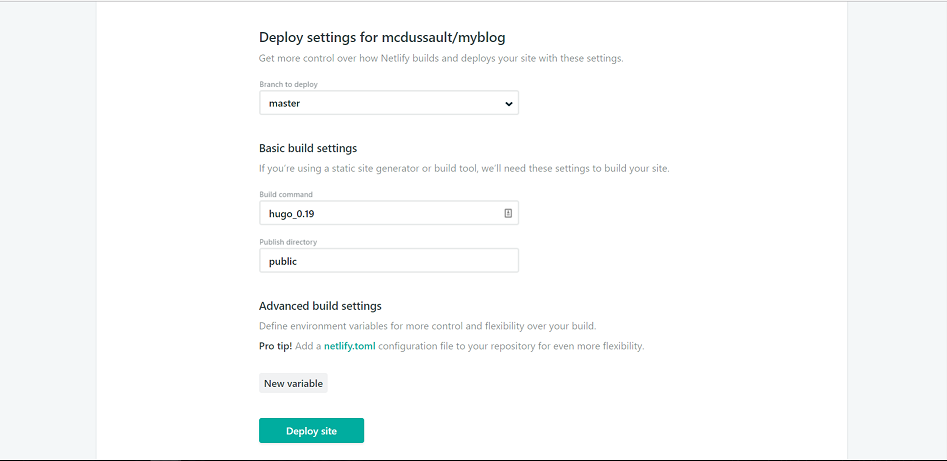 Deploy settings for mcdussault/myblog
Get more control over how Netlify builds and deploys your site with these settings.
Branch to deploy
master
Basic build settings
If you're using a static site generator or build tool, we'll need these settings to build your site.
Build command
hugo_0.19
Publish directory
public
Advanced build settings
Define environment variables for more control and flexibility over your build.
Pro tip! Add a netlify.toml configuration file to your repository for even more flexibility.
New variable
Deploy site